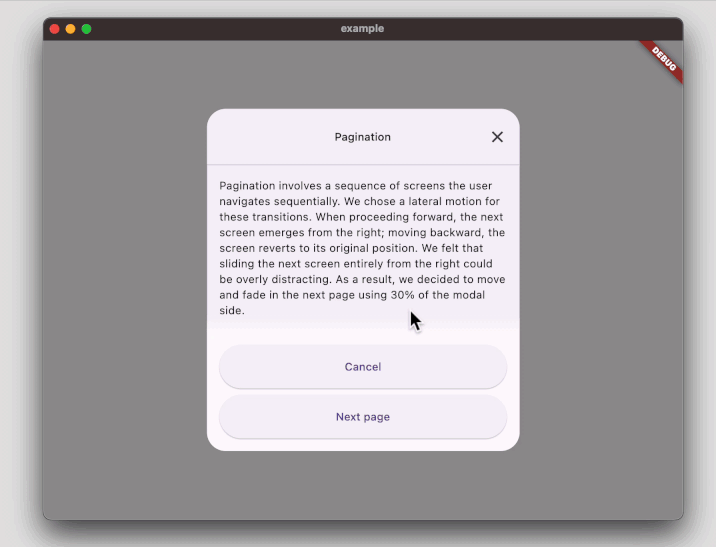 example
DEBUG
Pagination
Pagination involves a sequence of screens the user
navigates sequentially. We chose a lateral motion for
these transitions. When proceeding forward, the next
screen emerges from the right; moving backward, the
screen reverts to its original position. We felt that
sliding the next screen entirely from the right could
be overly distracting. As a result, we decided to move
and fade in the next page using 30% of the modal
side.
Cancel
Next page